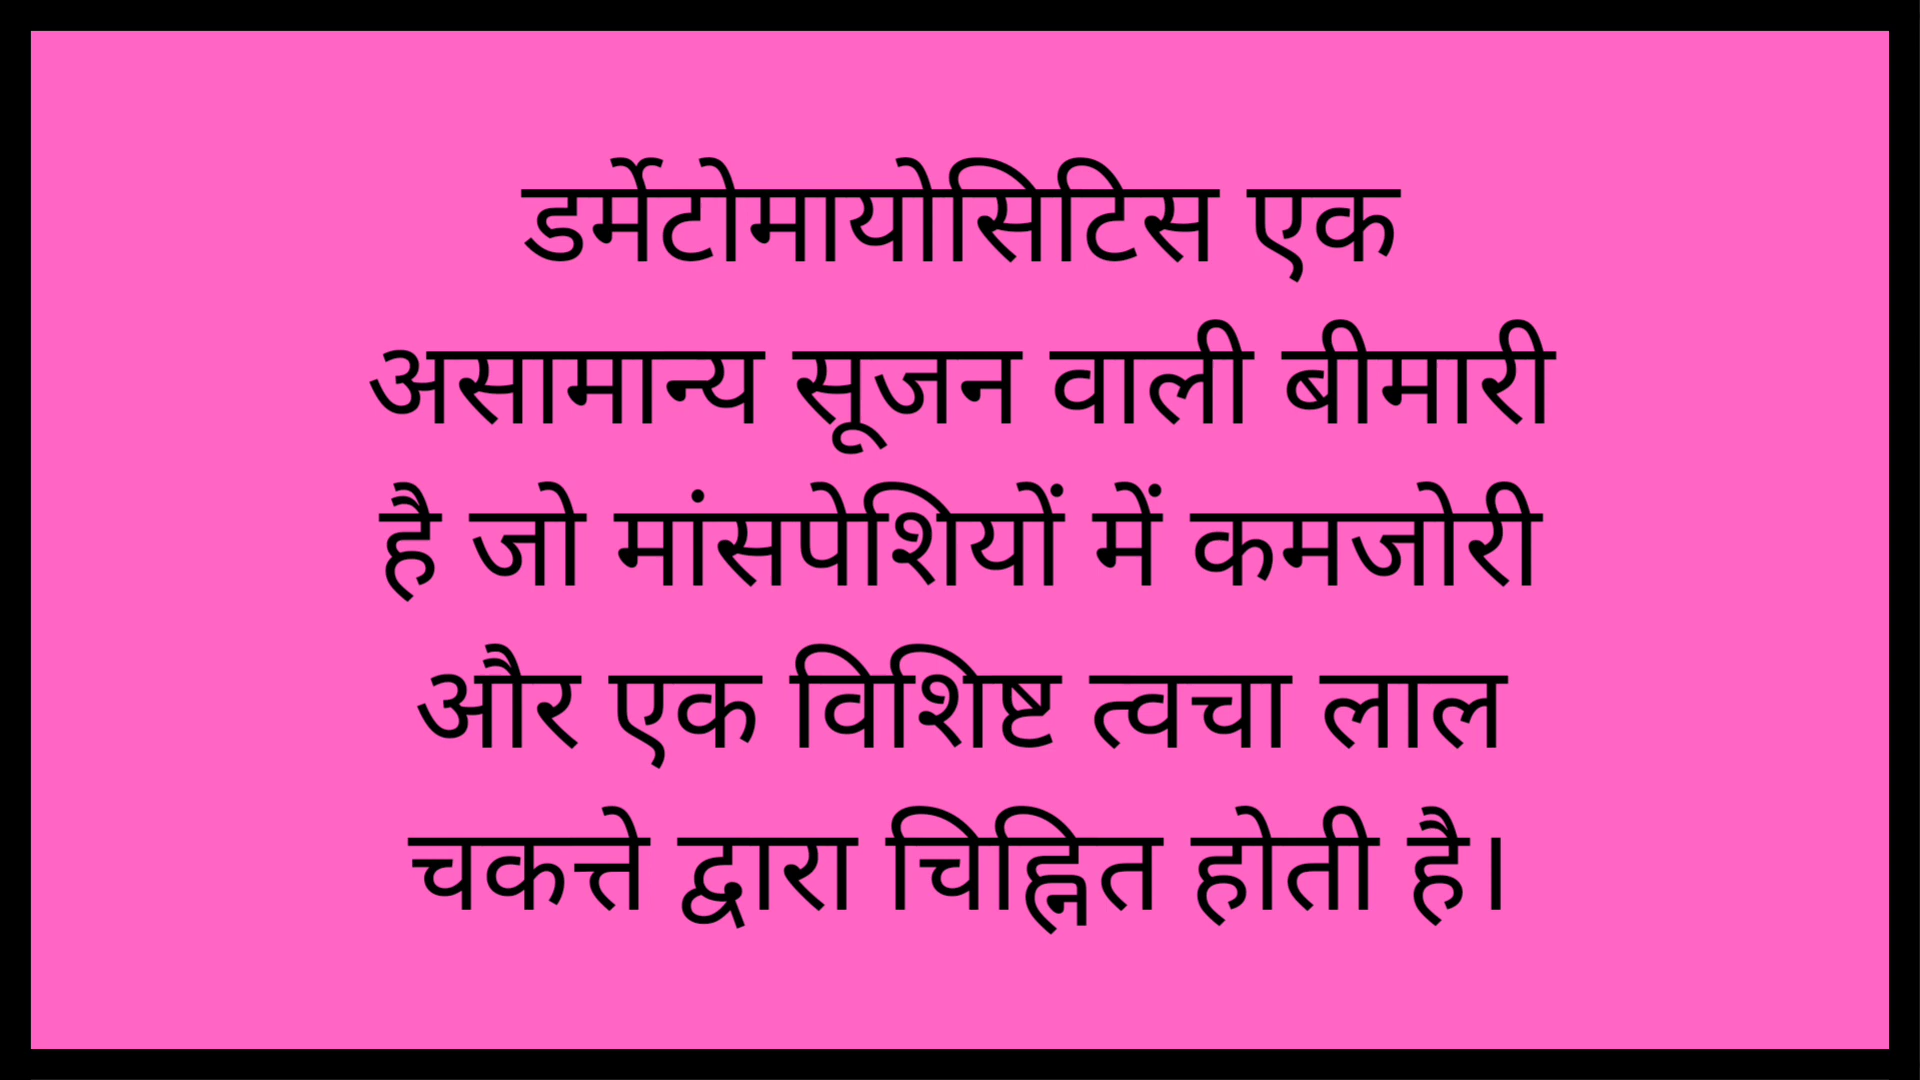 डर्मेटोमायोसिटिस एक
असामान्य सूजन वाली बीमारी
है जो मांसपेशियों में कमजोरी
और एक विशिष्ट त्वचा लाल
चकत्ते द्वारा चिह्नित होती है।